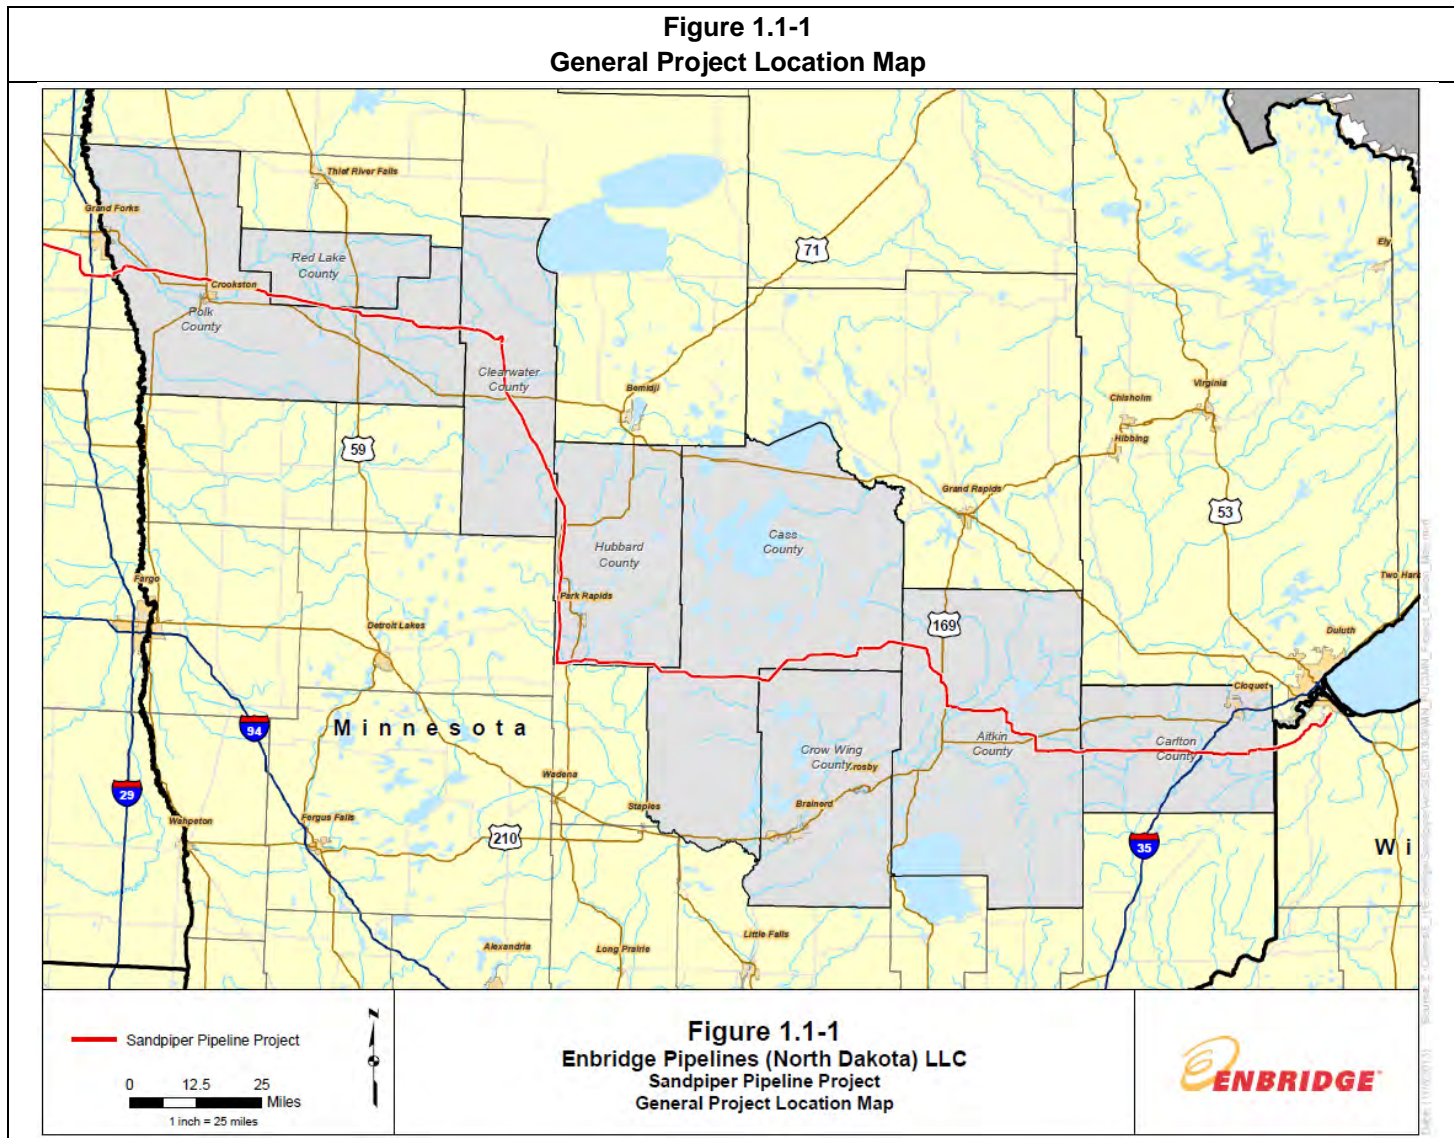 Figure 1.1-1
General Project Location Map
Thief River Falls
Grand Forks
71
Ely
Red Lake
County
Crookston
Polk
County
Clearwater
County
Bemidji
Virginia
Chisholm
Hibbing
59
Grand Rapids
53
Cass
County
Hubbard
County
Fargo
Park Rapids
Two Har
Detroit Lakes
169
Duluth
Cloquet
94
Minnesota
Aitkin
County
Carlton
County
Crow Wing
County
rosby
Wadena
29
Staples
Brainerd
Wahpeton
Fergus Falls
210
35
Wi
Little Falls
Alexandria
Long Prairie
N
Sandpiper Pipeline Project
0 12.5 25
Miles
1 inch = 25 miles
Figure 1.1-1
Enbridge Pipelines (North Dakota) LLC
Sandpiper Pipeline Project
General Project Location Map
ENBRIDGE